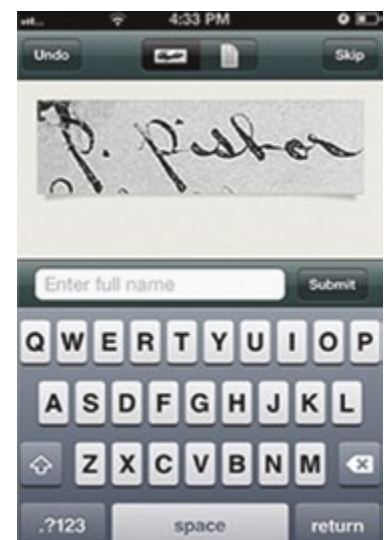 4:33 PM
Undo Skip
Enter full name Submit
Q W E R T Y U I O P
A S D F G H J K L
Z X C V B N M
.?123 space return